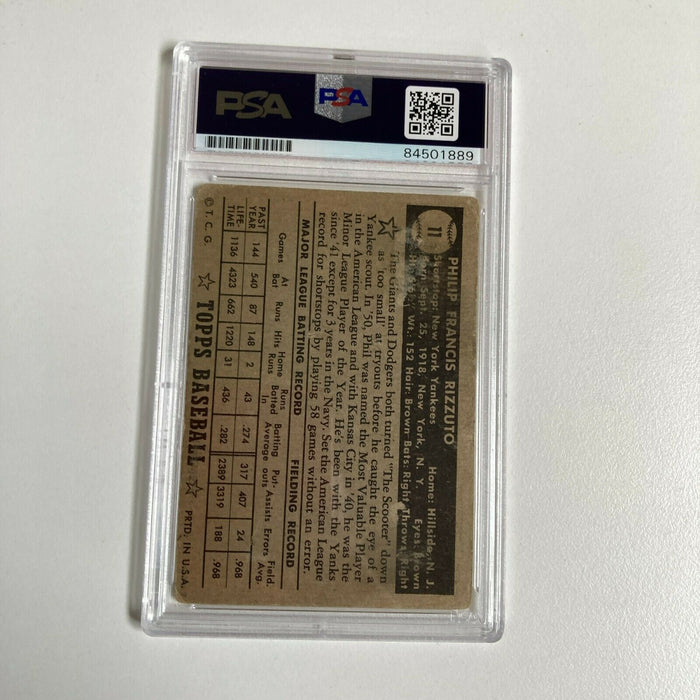 PSA
PSA
84501889
11
PHILIP FRANCIS RIZZUTO
Shortstop: New York Yankees Home: Hillside, N. J.
Born: Sept. 25, 1918, New York, N. Y. Eyes: Brown
Wt. 152 Hair: Brown Bats: Right Throws: Right
The Giants and Dodgers both turned "The Scooter" down
as "too small" at tryouts before he caught the eye of a
Yankee scout. In '50, Phil was named the Most Valuable Player
in the American League and with Kansas City in '40, he was the
Minor League Player of the Year. He's been with the Yanks
since '41 except for 3 years in the Navy. Set the American League
record for shortstops by playing 58 games without an error.
MAJOR LEAGUE BATTING RECORD FIELDING RECORD
Games At Bat Runs Hits Home Runs Runs Batted In Batting Average Put-outs Assists Errors Field. Avg.
PAST YEAR 144 540 87 148 2 43 .274 317 407 24 .968
LIFE-TIME 1136 4323 662 1220 31 436 .282 2389 3319 188 .968
© T. C. G. ☆ TOPPS BASEBALL ☆ PRTD. IN U.S.A.